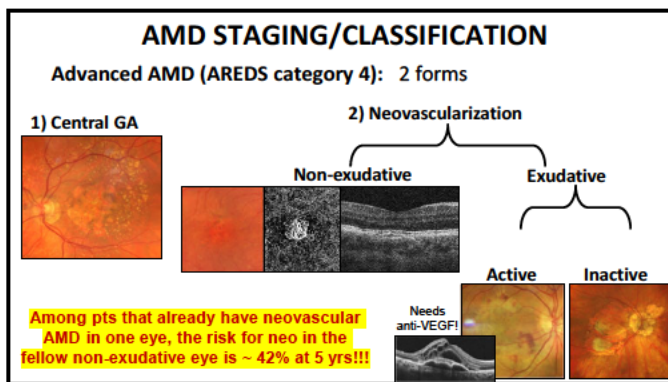 AMD STAGING/CLASSIFICATION
Advanced AMD (AREDS category 4): 2 forms
1) Central GA
2) Neovascularization
Non-exudative
Exudative
Active
Inactive
Needs
anti-VEGF!
Among pts that already have neovascular
AMD in one eye, the risk for neo in the
fellow non-exudative eye is ~ 42% at 5 yrs!!!